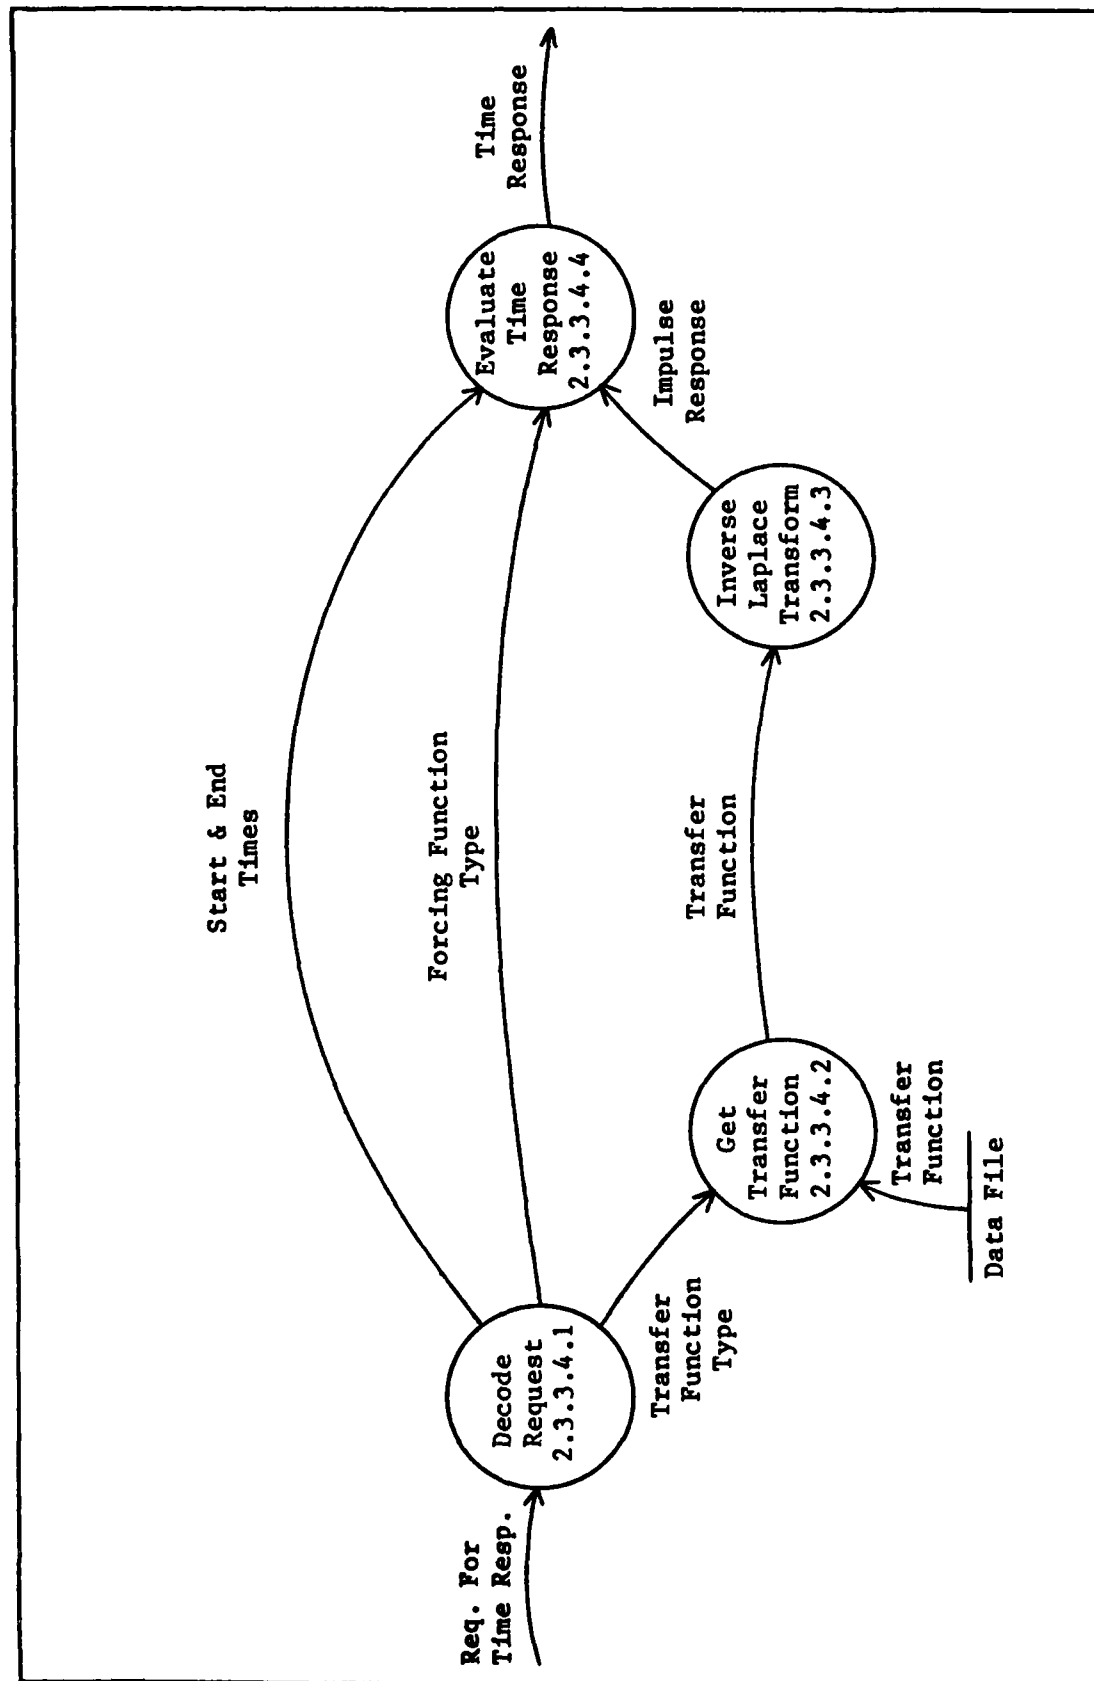 Req. For
Time Resp.
Decode
Request
2.3.3.4.1
Start & End
Times
Forcing Function
Type
Transfer
Function
Type
Get
Transfer
Function
2.3.3.4.2
Transfer
Function
Data File
Transfer
Function
Inverse
Laplace
Transform
2.3.3.4.3
Impulse
Response
Evaluate
Time
Response
2.3.3.4.4
Time
Response